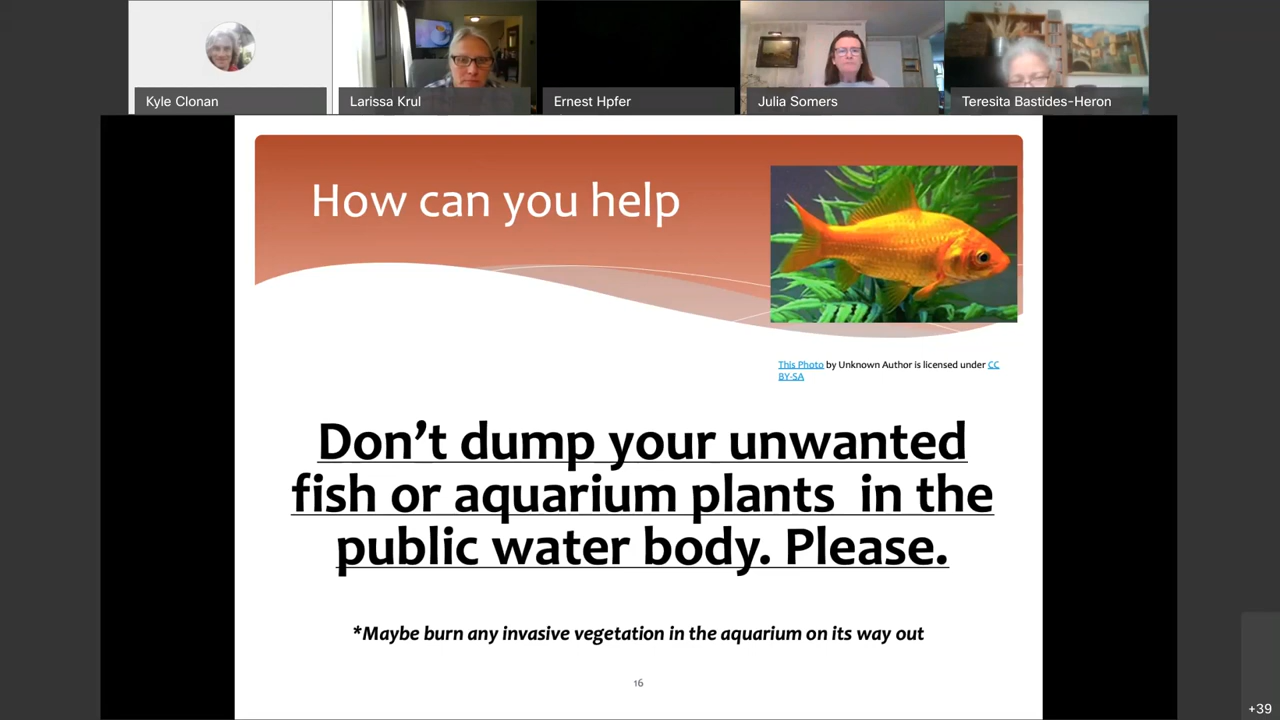 Kyle Clonan
Larissa Krul
Ernest Hpfer
Julia Somers
Teresita Bastides-Heron
How can you help
This Photo by Unknown Author is licensed under CC
BY-SA
Don’t dump your unwanted
fish or aquarium plants in the
public water body. Please.
*Maybe burn any invasive vegetation in the aquarium on its way out
16
+39